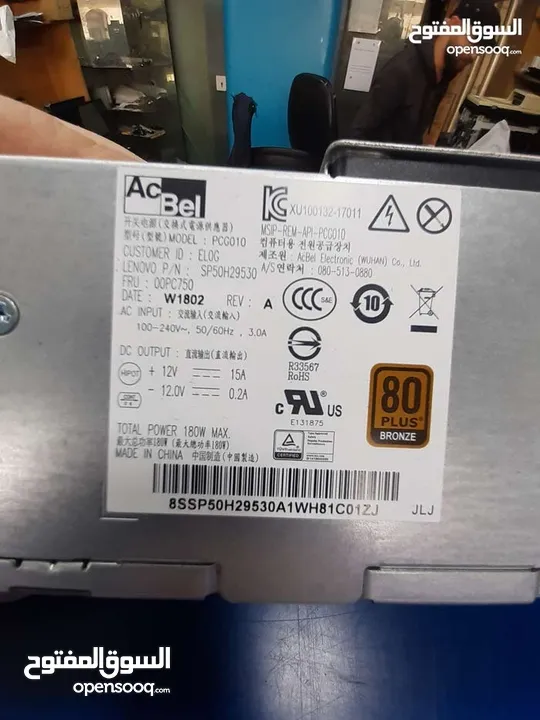 السوق المفتوح
opensooq.com
AcBel
XU100132-17011
MSIP-REM-API-PCG010
开关电源(交换式電源供應器)
컴퓨터용 전원공급장치
型号(型號) MODEL : PCG010
제조원 : AcBel Electronic (WUHAN) Co., Ltd.
CUSTOMER ID : ELOG
A/S연락처 : 080-513-0880
LENOVO P/N : SP50H29530
FRU : 00PC750
DATE : W1802 REV : A
CCC S&E
10
AC INPUT : 交流输入(交流輸入)
100-240V~, 50/60Hz , 3.0A
DC OUTPUT : 直流输出(直流輸出)
R33567
RoHS
HIPOT
+ 12V 15A
- 12.0V 0.2A
c UL US
E131875
80
PLUS
BRONZE
TOTAL POWER 180W MAX.
最大总功率180W (最大總功率180W)
MADE IN CHINA 中国制造(中國製造)
8SSP50H29530A1WH81C01ZJ
JLJ
السوق المفتوح
opensooq.com